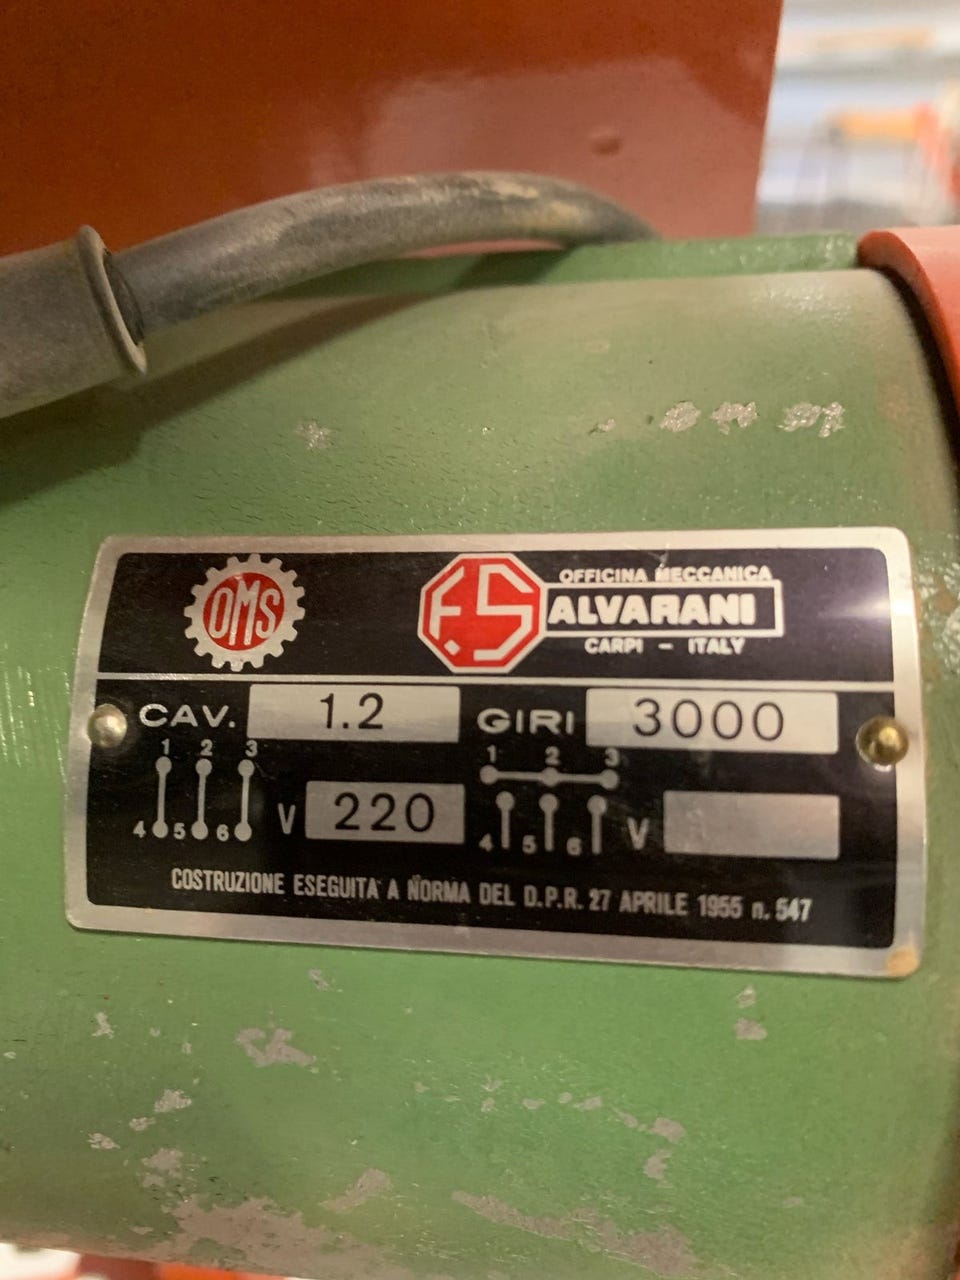 OMS
F.S
OFFICINA MECCANICA
ALVARANI
CARPI - ITALY
CAV. 1.2 GIRI 3000
1 2 3
1 2 3
4 5 6 V 220
4 5 6 V
COSTRUZIONE ESEGUITA A NORMA DEL D.P.R. 27 APRILE 1955 n. 547